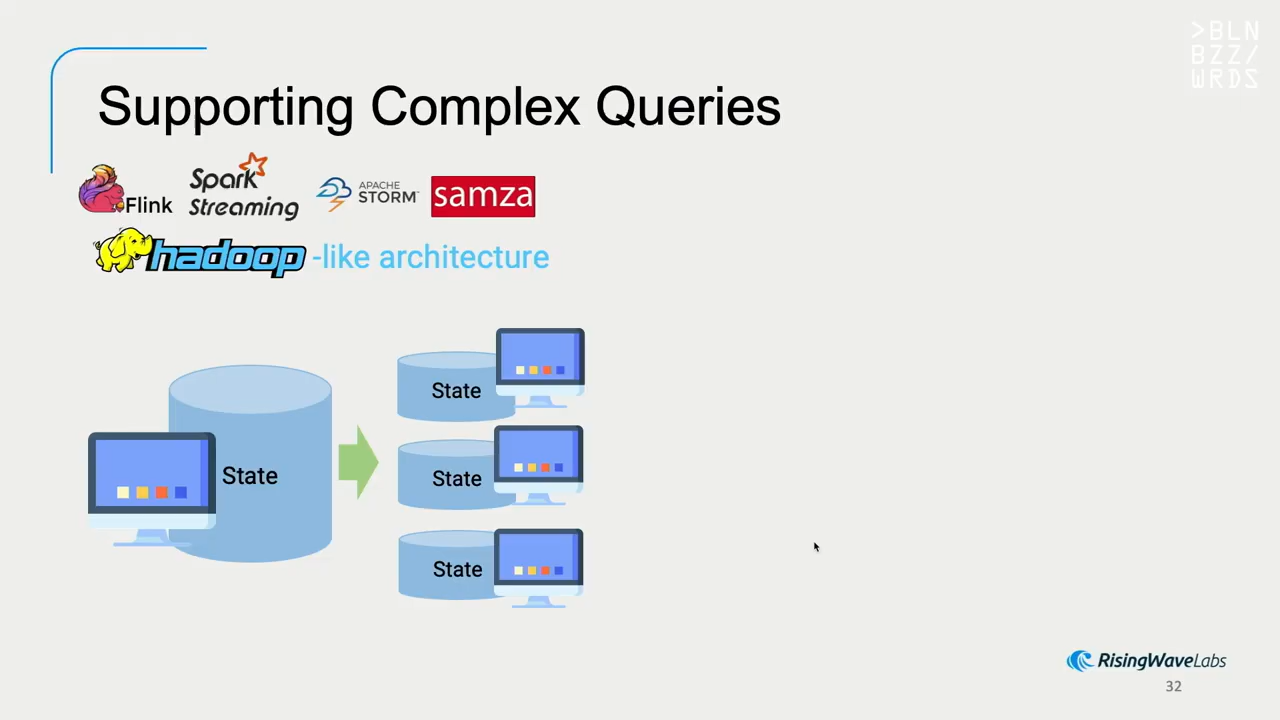 >BLN
BZZ/
WRDS
Supporting Complex Queries
Flink
Spark
Streaming
APACHE
STORM™
samza
hadoop -like architecture
State
State
State
State
RisingWaveLabs
32